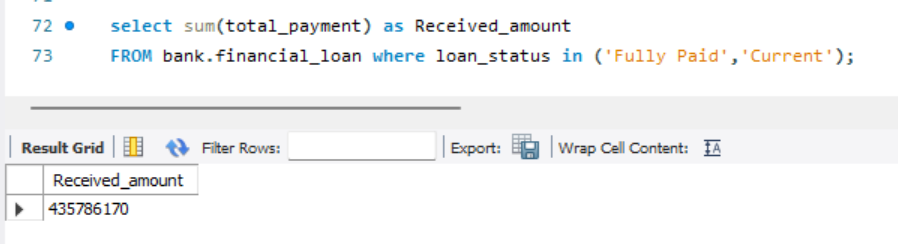 72 select sum(total_payment) as Received_amount
73 FROM bank.financial_loan where loan_status in ('Fully Paid','Current');
Result Grid Filter Rows: Export: Wrap Cell Content:
Received_amount
435786170